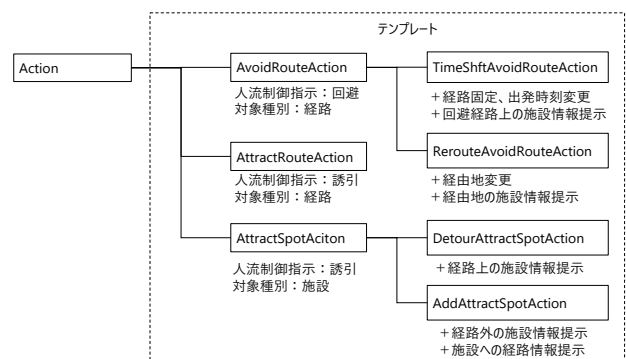 テンプレート
Action
AvoidRouteAction
人流制御指示：回避
対象種別：経路
TimeShftAvoidRouteAction
＋経路固定、出発時刻変更
＋回避経路上の施設情報提示
RerouteAvoidRouteAction
＋経由地変更
＋経由地の施設情報提示
AttractRouteAction
人流制御指示：誘引
対象種別：経路
AttractSpotAciton
人流制御指示：誘引
対象種別：施設
DetourAttractSpotAction
＋経路上の施設情報提示
AddAttractSpotAction
＋経路外の施設情報提示
＋施設への経路情報提示